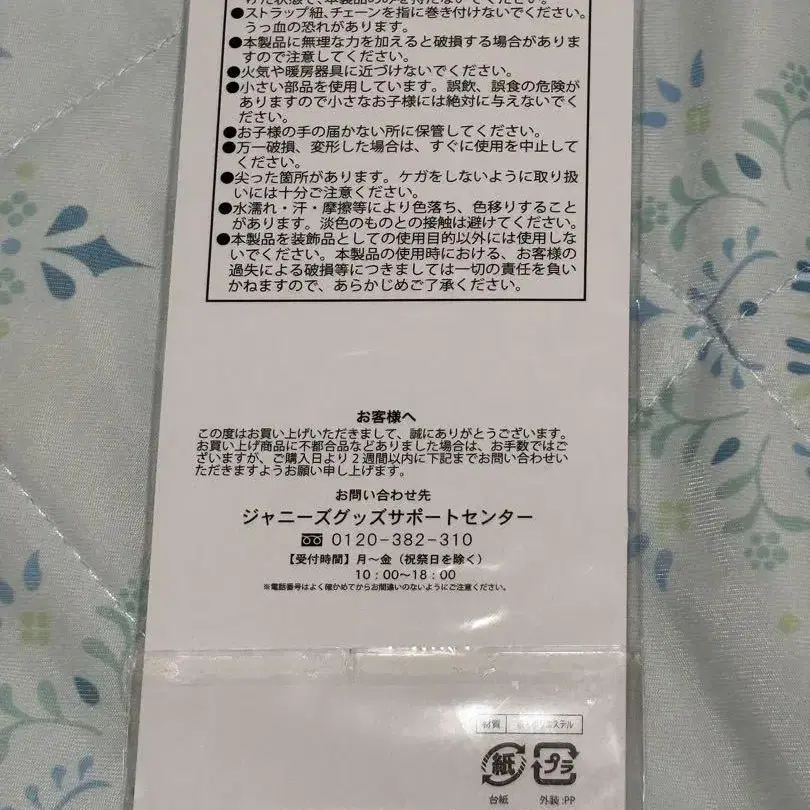 ●ストラップ紐、チェーンを指に巻き付けないでください。
うっ血の恐れがあります。
●本製品に無理な力を加えると破損する場合がありま
すので注意してください。
●火気や暖房器具に近づけないでください。
●小さい部品を使用しています。誤飲、誤食の危険が
ありますので小さなお子様には絶対に与えないでく
ださい。
●お子様の手の届かない所に保管してください。
●万一破損、変形した場合は、すぐに使用を中止して
ください。
●尖った箇所があります。ケガをしないように取り扱
いには十分ご注意ください。
●水濡れ・汗・摩擦等により色落ち、色移りすること
があります。淡色のものとの接触は避けてください。
●本製品を装飾品としての使用目的以外には使用しな
いでください。本製品の使用時における、お客様の
過失による破損等につきましては一切の責任を負い
かねますので、あらかじめご了承ください。
お客様へ
この度はお買い上げいただきまして、誠にありがとうございます。
お買い上げ商品に不都合品などありました場合は、お手数ではご
ざいますが、ご購入日より2週間以内に下記までお問い合わせい
ただきますようお願い申し上げます。
お問い合わせ先
ジャニーズグッズサポートセンター
0120-382-310
【受付時間】月〜金（祝祭日を除く）
10：00〜18：00
※電話番号はよく確かめてからお間違いのないようにご注意ください。
材質
エステル
紙 プラ
台紙 外装:PP